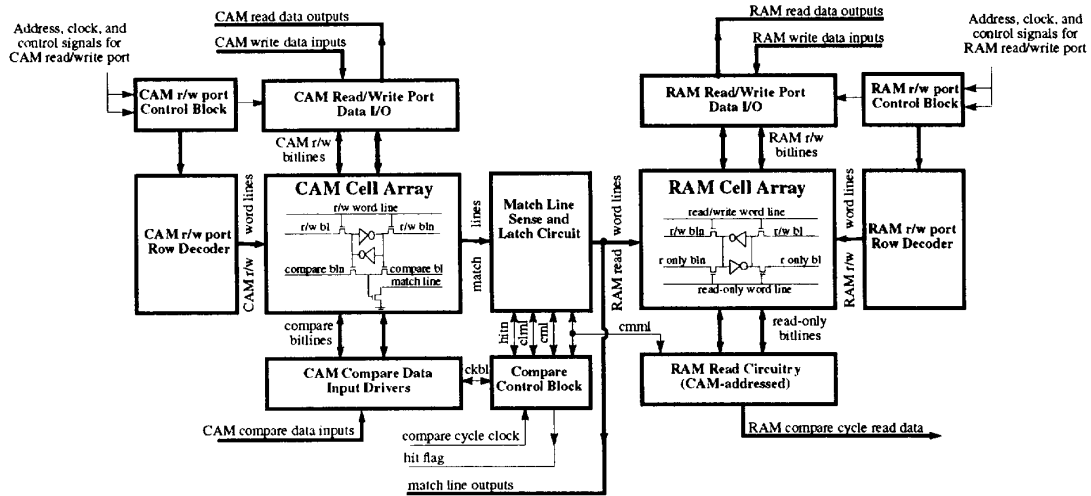 CAM read data outputs
CAM write data inputs
Address, clock, and
control signals for
CAM read/write port
CAM r/w port
Control Block
CAM Read/Write Port
Data I/O
CAM r/w
bitlines
CAM r/w port
Row Decoder
CAM r/w word lines
CAM Cell Array
r/w word line
r/w bl
r/w bln
compare bln
compare bl
match line
match lines
Match Line
Sense and
Latch Circuit
RAM read word lines
RAM read data outputs
RAM write data inputs
Address, clock, and
control signals for
RAM read/write port
RAM Read/Write Port
Data I/O
RAM r/w port
Control Block
RAM r/w
bitlines
RAM Cell Array
read/write word line
r/w bln
r/w bl
r only bln
r only bl
read-only word line
RAM r/w word lines
RAM r/w port
Row Decoder
compare
bitlines
hitn
clml
cml
cmml
read-only
bitlines
CAM Compare Data
Input Drivers
ckbl
Compare
Control Block
RAM Read Circuitry
(CAM-addressed)
CAM compare data inputs
compare cycle clock
hit flag
match line outputs
RAM compare cycle read data